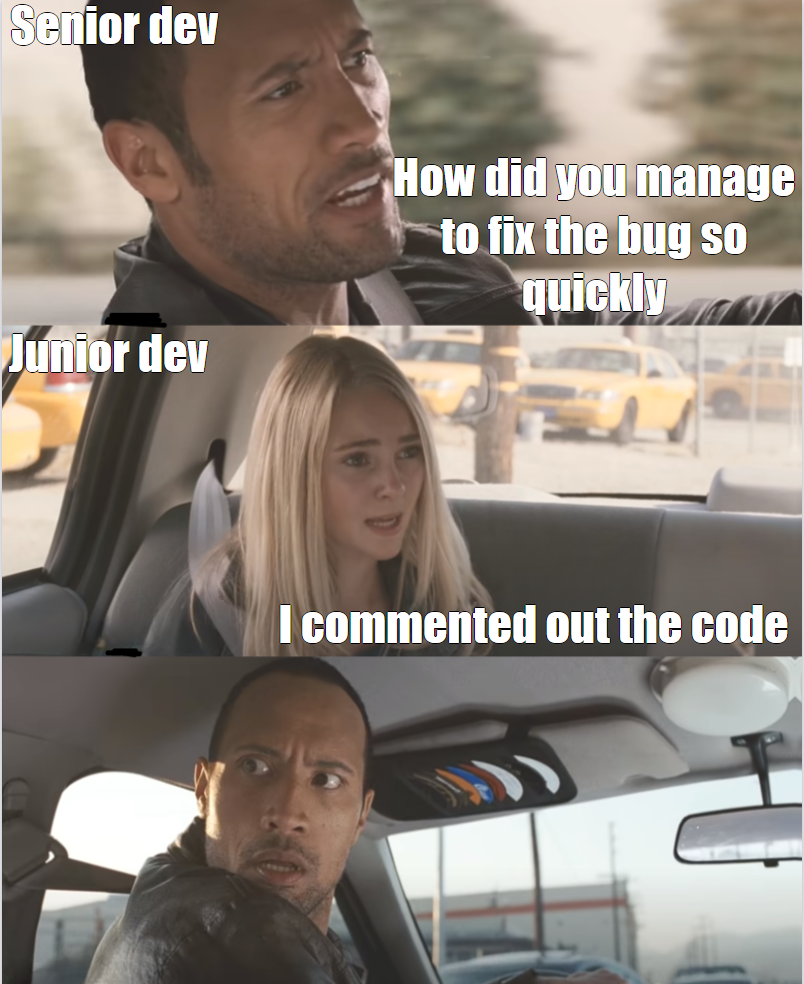 Senior dev
How did you manage
to fix the bug so
quickly
Junior dev
I commented out the code